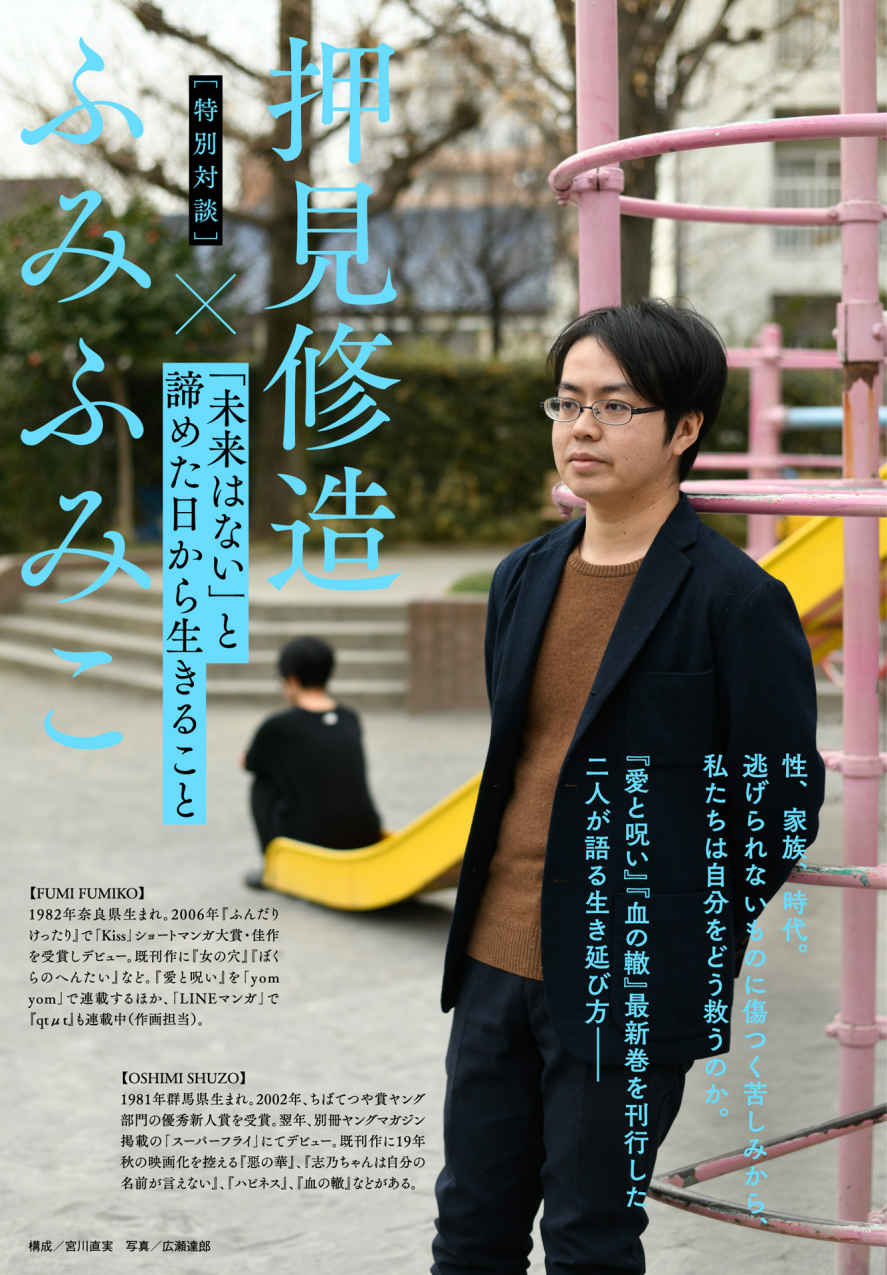 押見修造
［特別対談］
×
ふみふみこ
「未来はない」と
諦めた日から生きること
性、家族、時代。
逃げられないものに傷つく苦しみから、
私たちは自分をどう救うのか。
『愛と呪い』『血の轍』最新巻を刊行した
二人が語る生き延び方――
【FUMI FUMIKO】
1982年奈良県生まれ。2006年『ふんだり
けったり』で「Kiss」ショートマンガ大賞・佳作
を受賞しデビュー。既刊作に『女の穴』『ぼく
らのへんたい』など。『愛と呪い』を「yom
yom」で連載するほか、「LINEマンガ」で
『qtμt』も連載中（作画担当）。
【OSHIMI SHUZO】
1981年群馬県生まれ。2002年、ちばてつや賞ヤング
部門の優秀新人賞を受賞。翌年、別冊ヤングマガジン
掲載の「スーパーフライ」にてデビュー。既刊作に19年
秋の映画化を控える『惡の華』、『志乃ちゃんは自分の
名前が言えない』、『ハピネス』、『血の轍』などがある。
構成／宮川直実　写真／広瀬達郎